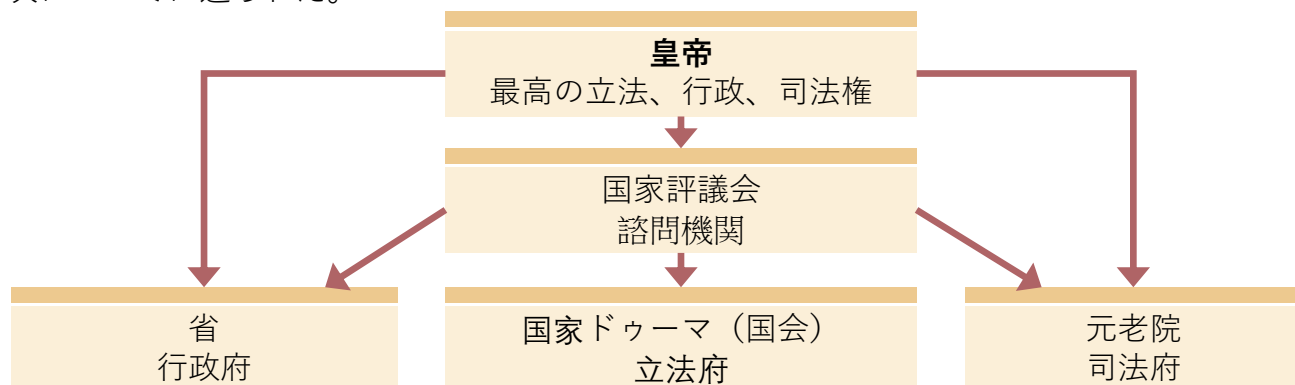 皇帝
最高の立法、行政、司法権
国家評議会
諮問機関
省
行政府
国家ドゥーマ（国会）
立法府
元老院
司法府